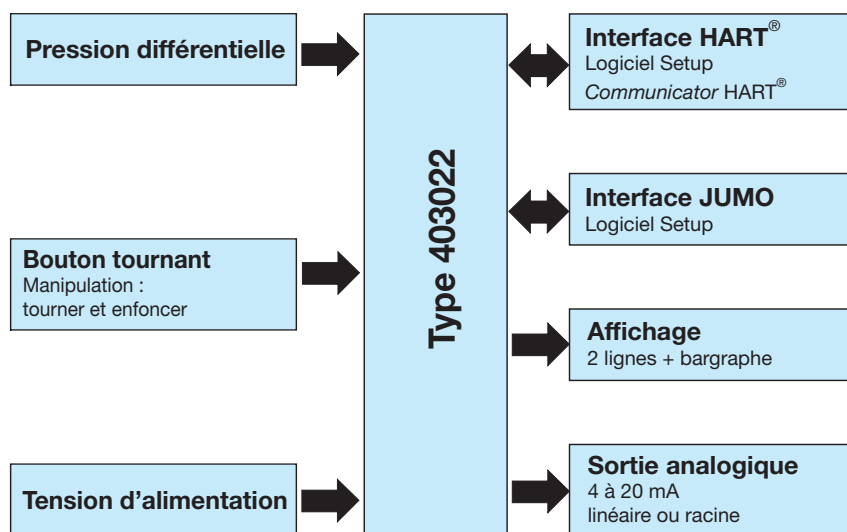 Pression différentielle
Bouton tournant
Manipulation :
tourner et enfoncer
Tension d'alimentation
Type 403022
Interface HART®
Logiciel Setup
Communicator HART®
Interface JUMO
Logiciel Setup
Affichage
2 lignes + bargraphe
Sortie analogique
4 à 20 mA
linéaire ou racine